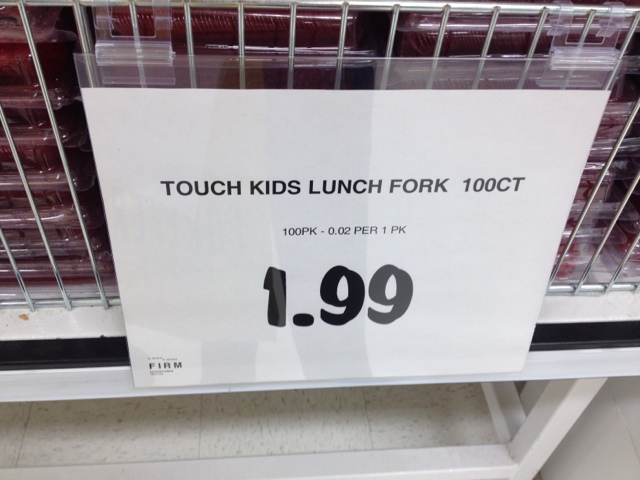 TOUCH KIDS LUNCH FORK 100CT
100PK - 0.02 PER 1 PK
1.99
FIRM